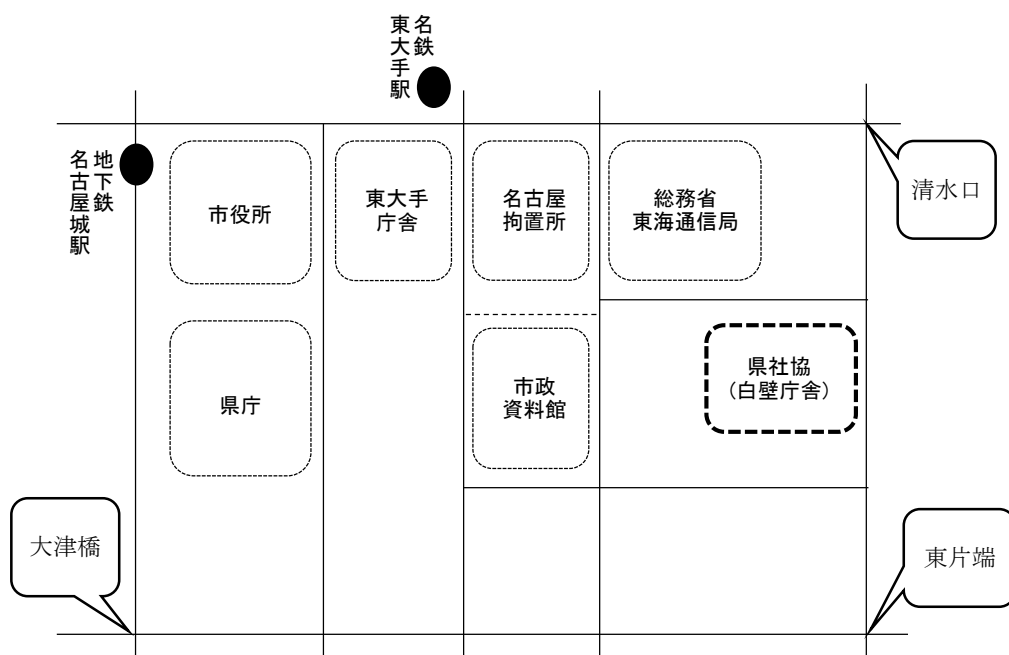 名鉄
東大手駅
地下鉄
名古屋城駅
市役所
東大手
庁舎
名古屋
拘置所
総務省
東海通信局
清水口
県庁
市政
資料館
県社協
(白壁庁舎)
大津橋
東片端